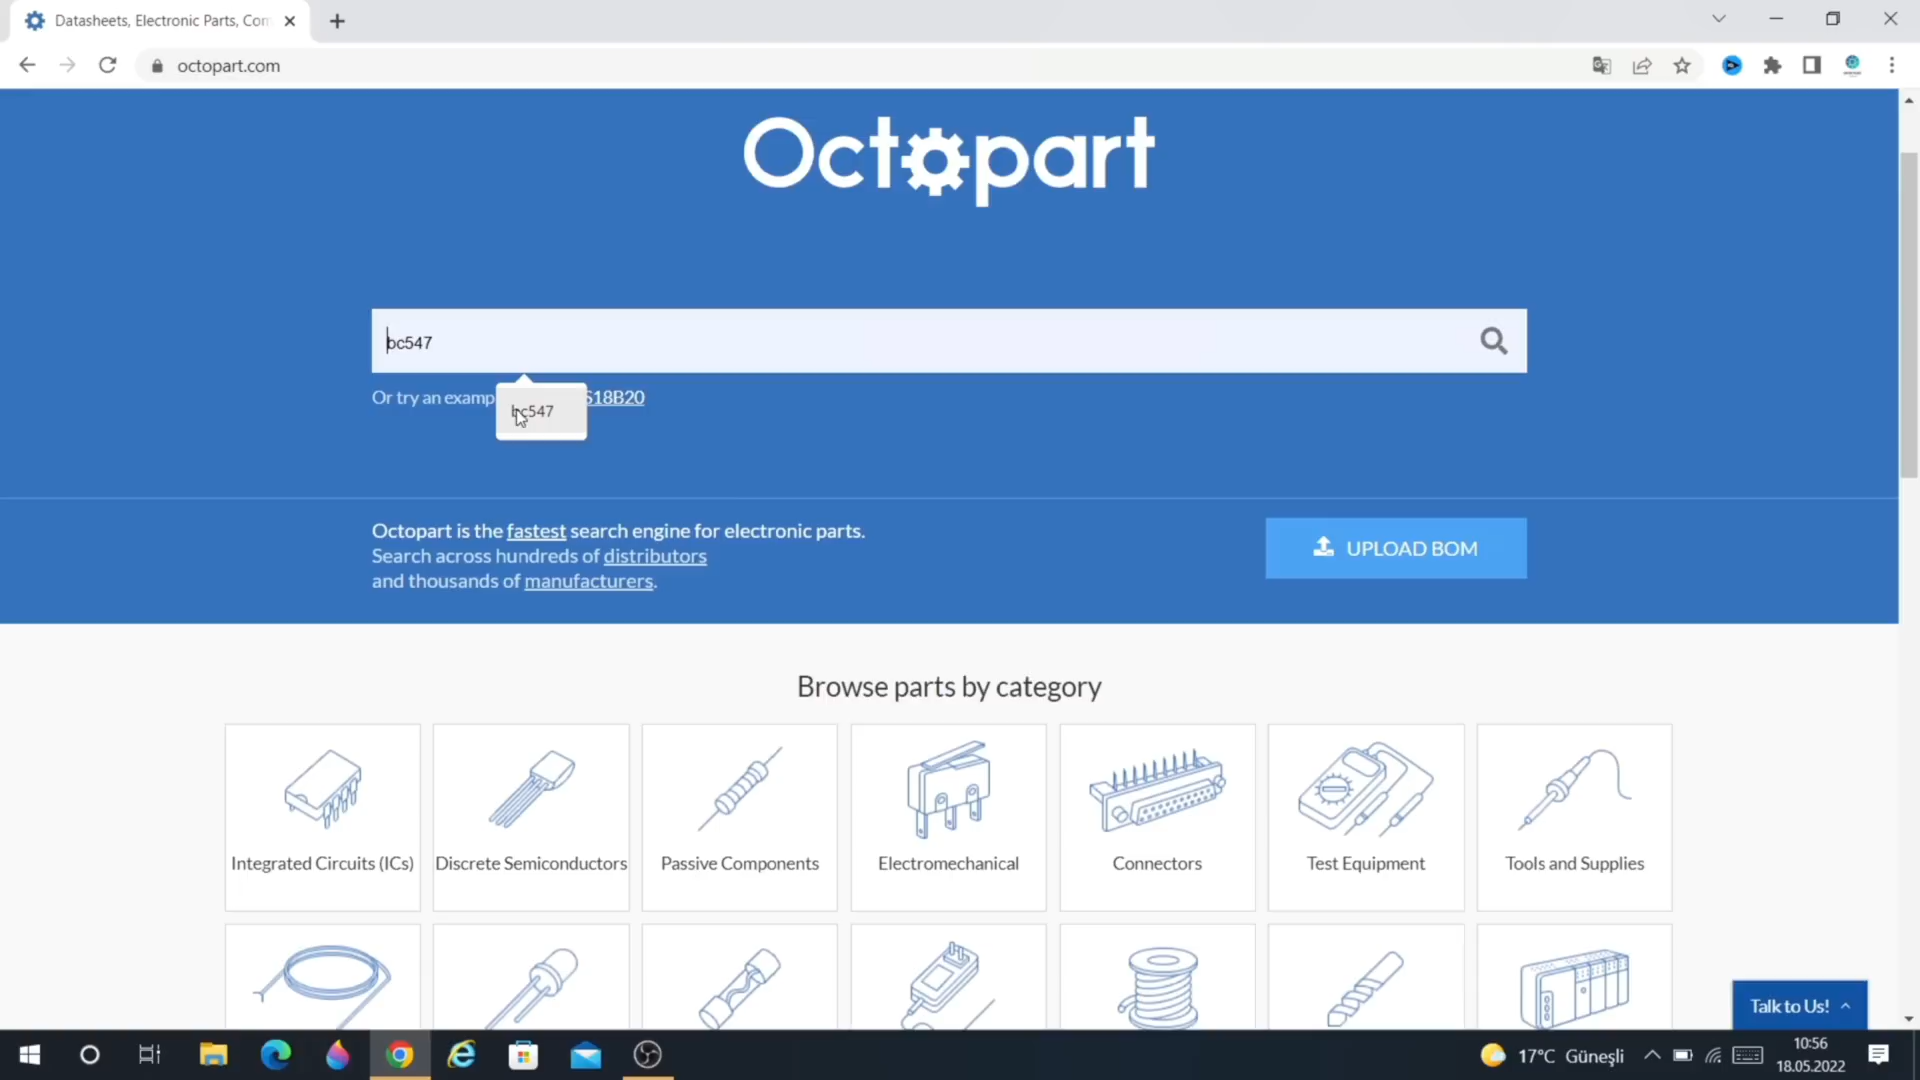 Datasheets, Electronic Parts, Com
octopart.com
Octopart
bc547
Or try an examp
S18B20
bc547
Octopart is the fastest search engine for electronic parts.
Search across hundreds of distributors
and thousands of manufacturers.
UPLOAD BOM
Browse parts by category
Integrated Circuits (ICs)
Discrete Semiconductors
Passive Components
Electromechanical
Connectors
Test Equipment
Tools and Supplies
Talk to Us!
17°C Güneşli
10:56
18.05.2022